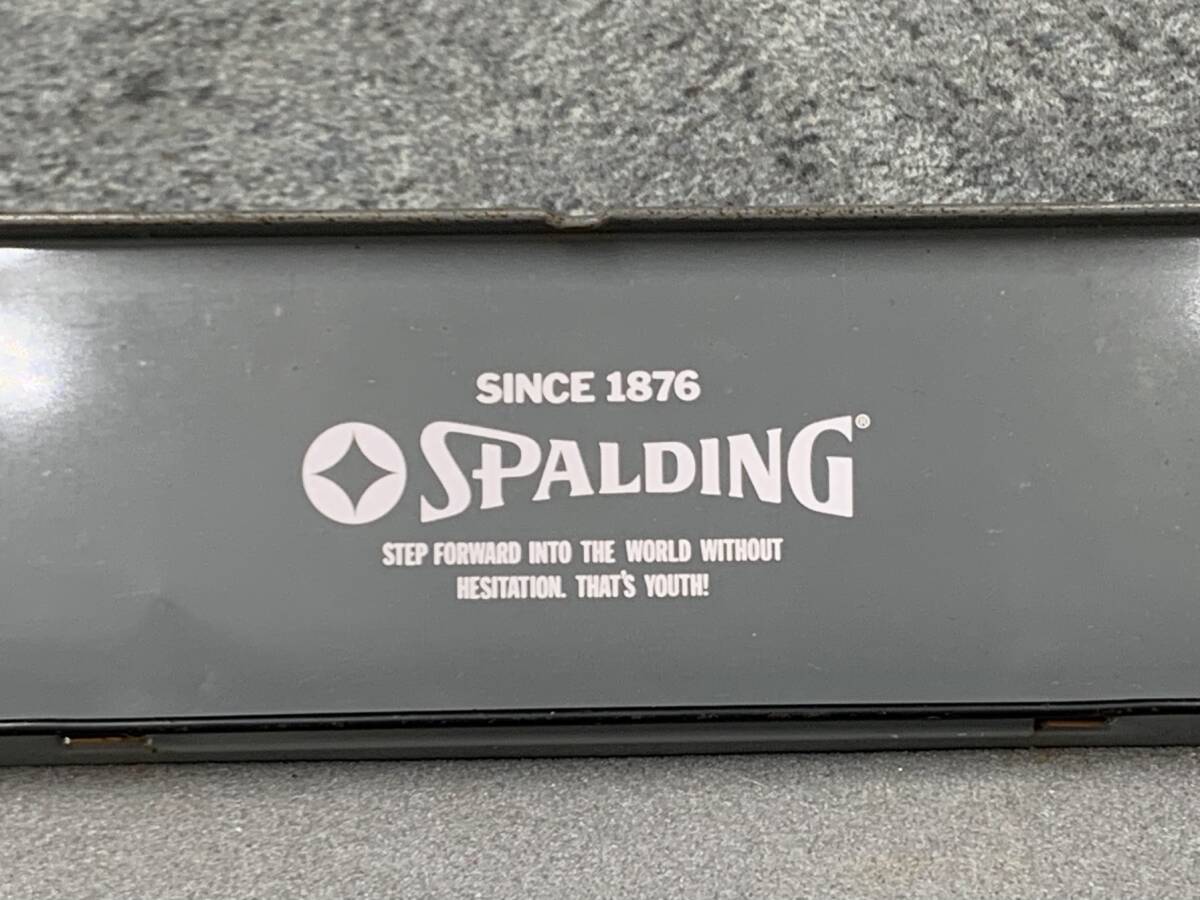 SINCE 1876
SPALDING®
STEP FORWARD INTO THE WORLD WITHOUT
HESITATION. THAT'S YOUTH!